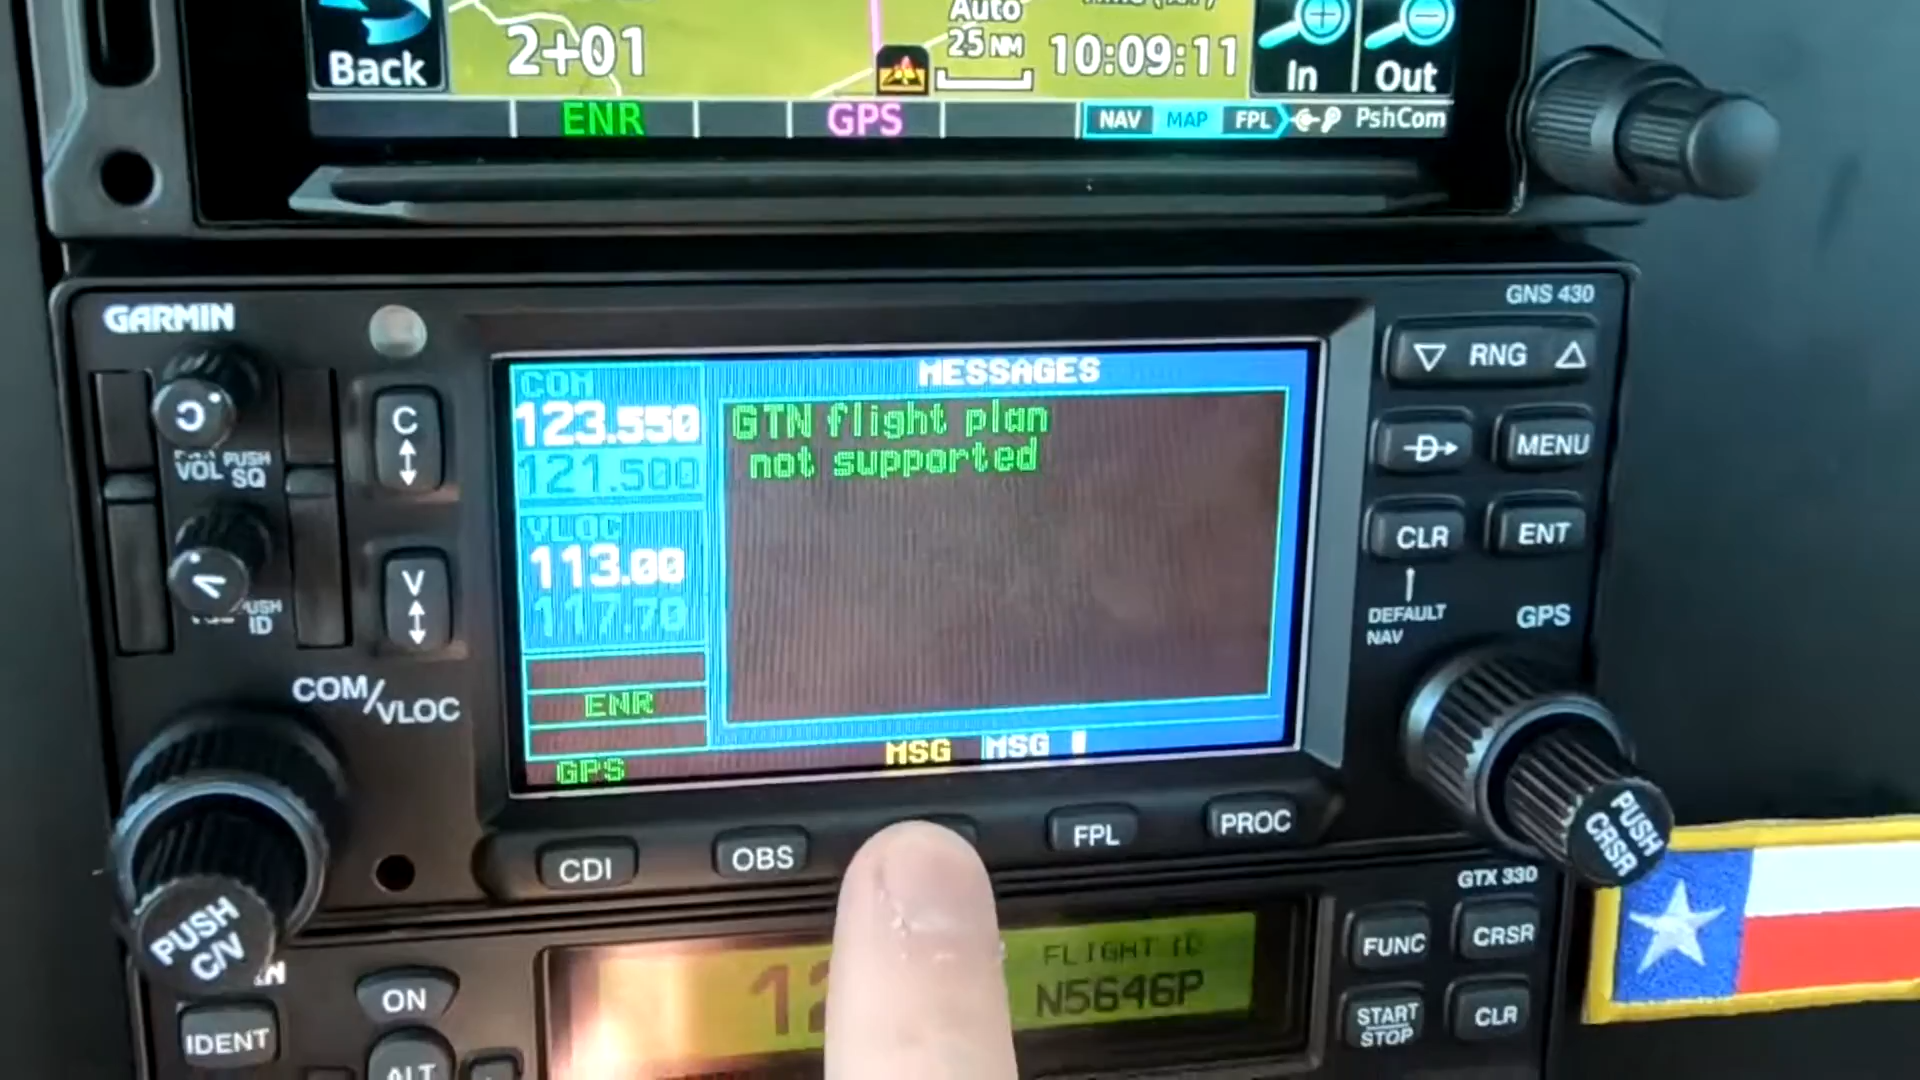 Back
2+01
Auto
25 NM
10:09:11
In
Out
ENR
GPS
NAV MAP FPL
PshCom
GARMIN
GNS 430
C
VOL
PUSH
SQ
V
PUSH
ID
COM/VLOC
PUSH
C/V
COM
123.550
121.500
VLOC
113.00
117.70
ENR
GPS
MESSAGES
GTN flight plan
not supported
MSG
MSG
RNG
D
MENU
CLR
ENT
DEFAULT
NAV
GPS
PUSH
CRSR
CDI
OBS
FPL
PROC
GTX 330
IDENT
ON
ALT
FLIGHT ID
N5646P
FUNC
CRSR
START
STOP
CLR